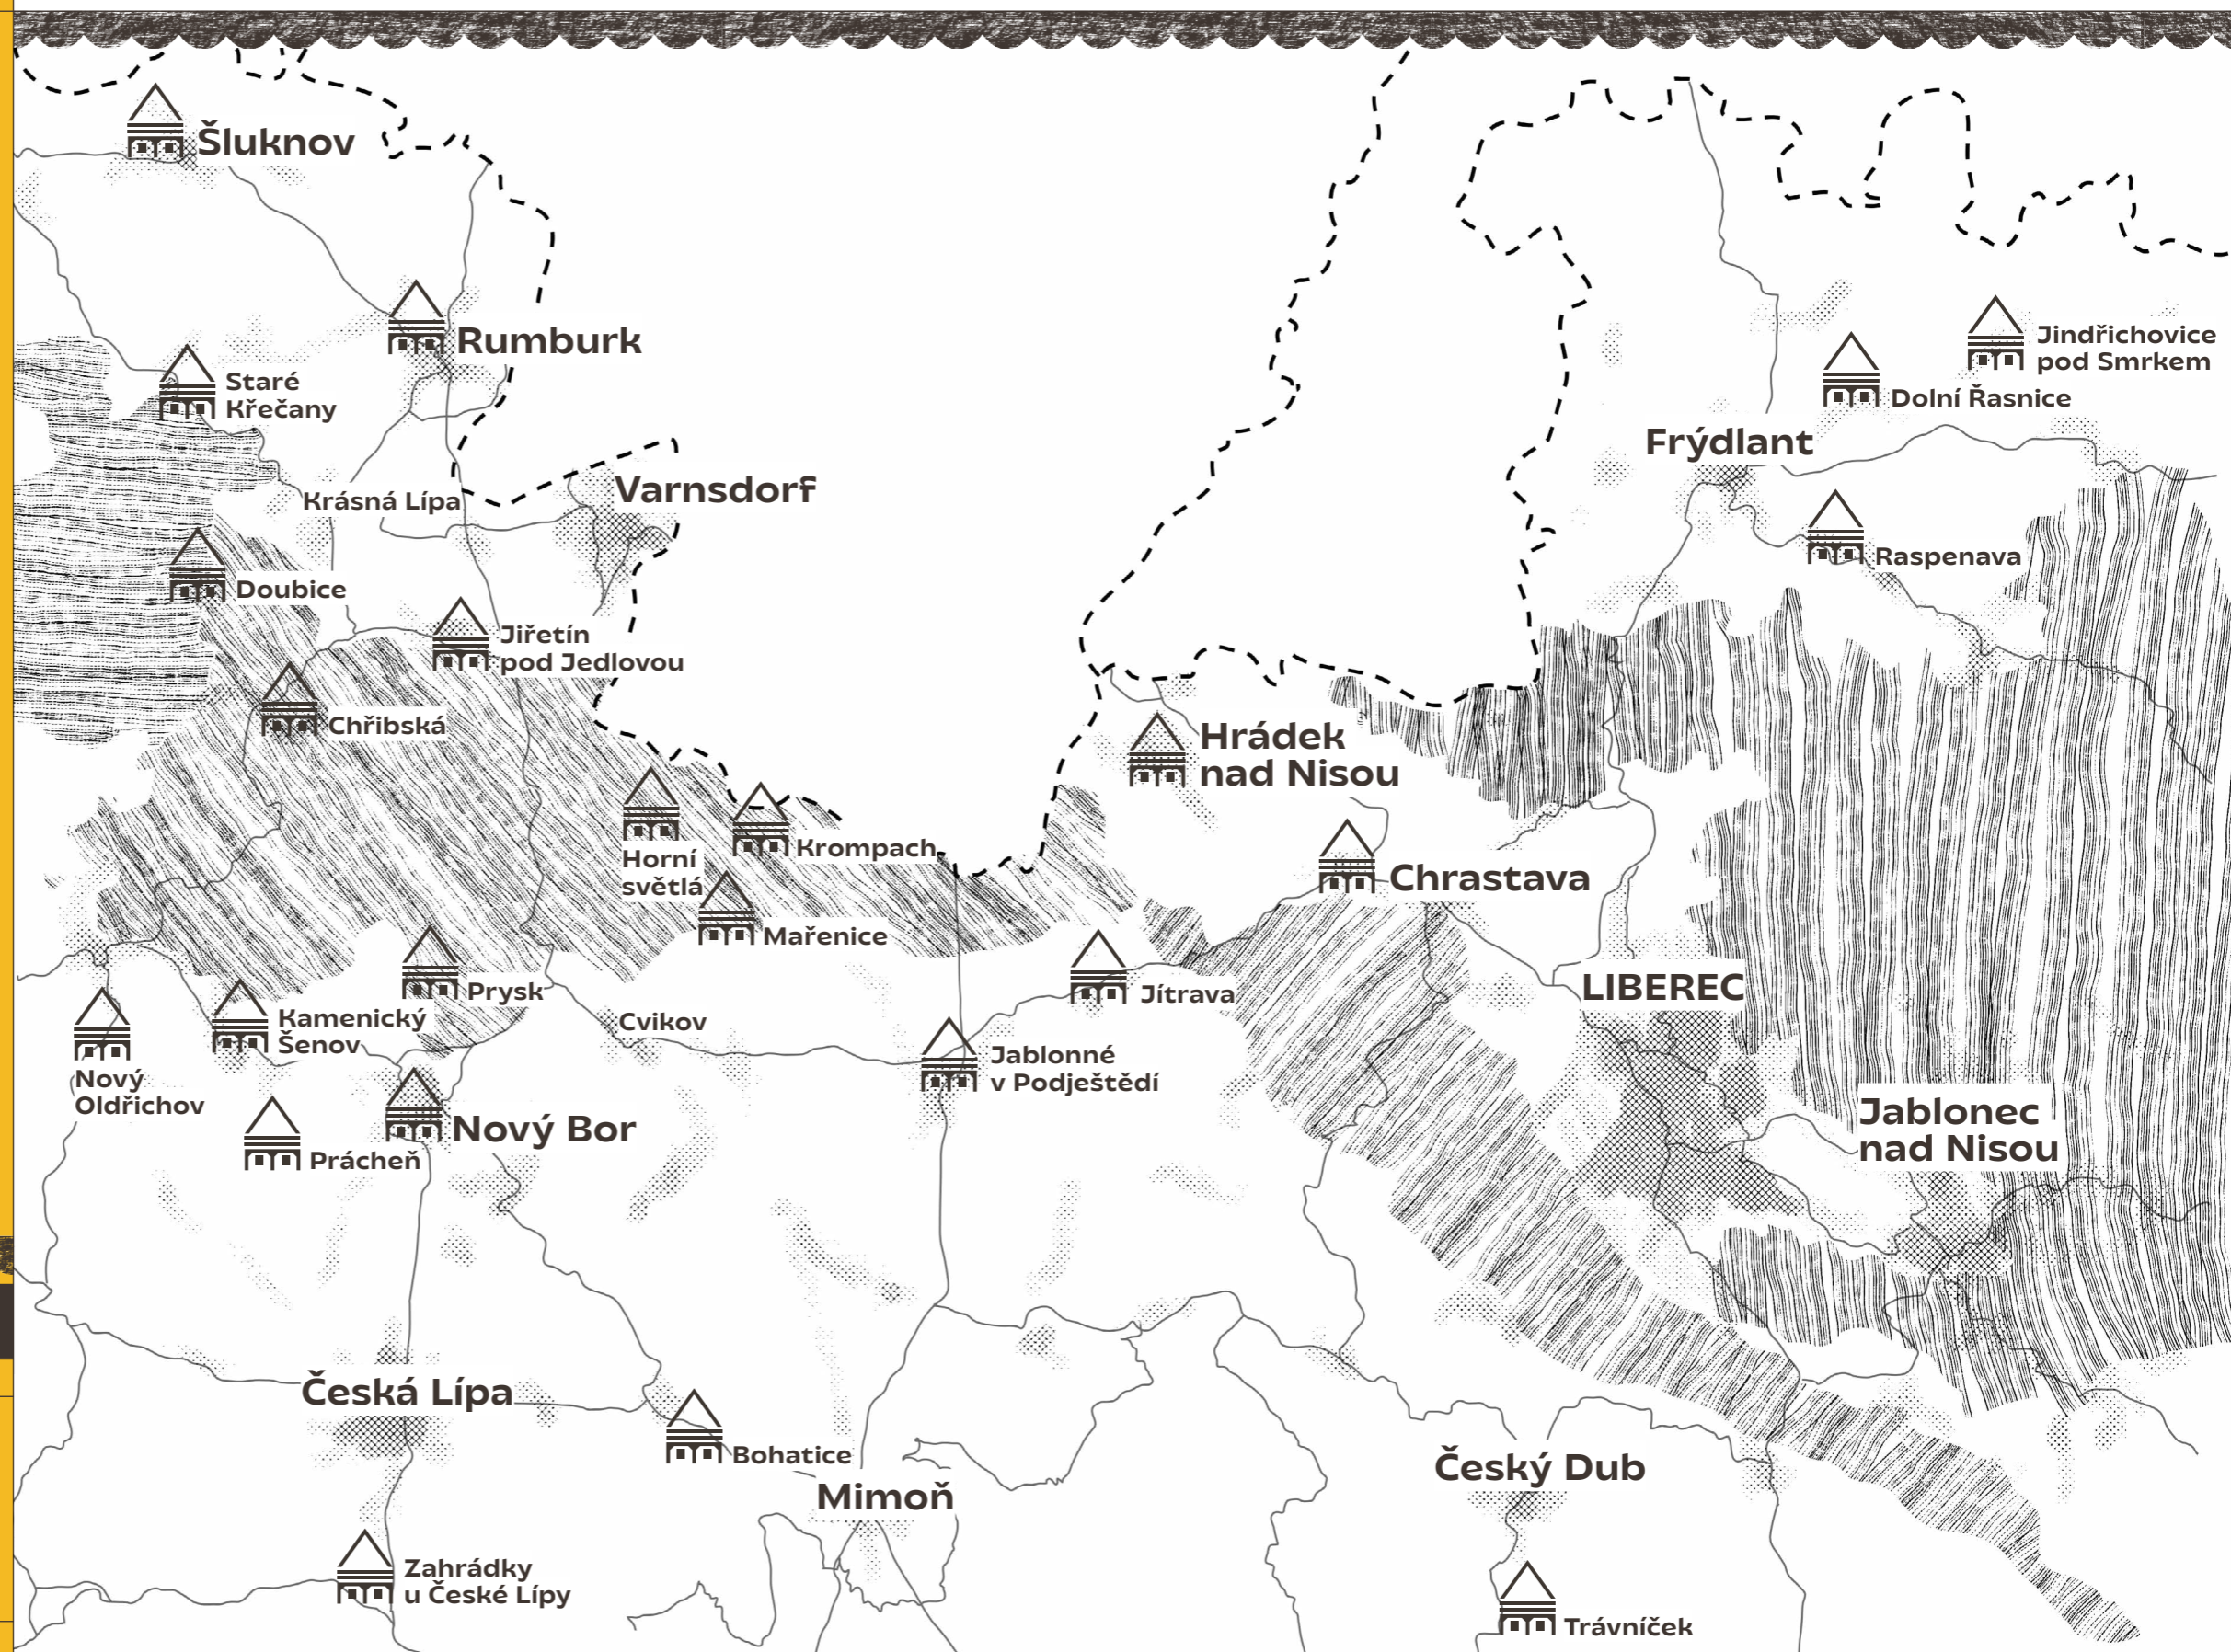 Šluknov
Rumburk
Jindřichovice
pod Smrkem
Staré
Křečany
Dolní Řasnice
Frýdlant
Krásná Lípa
Varnsdorf
Raspenava
Doubice
Jiřetín
pod Jedlovou
Chřibská
Hrádek
nad Nisou
Horní
světlá
Krompach
Chrastava
Mařenice
Prysk
Jítrava
LIBEREC
Kamenický
Šenov
Cvikov
Jablonné
v Podještědí
Nový
Oldřichov
Nový Bor
Jablonec
nad Nisou
Prácheň
Česká Lípa
Bohatice
Český Dub
Mimoň
Zahrádky
u České Lípy
Trávníček